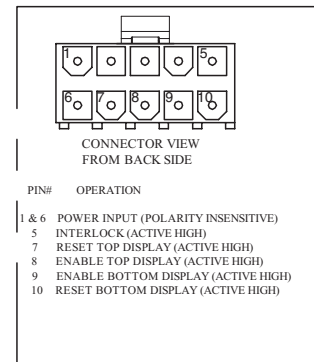 1 5
6 7 8 9 10
CONNECTOR VIEW
FROM BACK SIDE
PIN# OPERATION
1 & 6 POWER INPUT (POLARITY INSENSITIVE)
5 INTERLOCK (ACTIVE HIGH)
7 RESET TOP DISPLAY (ACTIVE HIGH)
8 ENABLE TOP DISPLAY (ACTIVE HIGH)
9 ENABLE BOTTOM DISPLAY (ACTIVE HIGH)
10 RESET BOTTOM DISPLAY (ACTIVE HIGH)